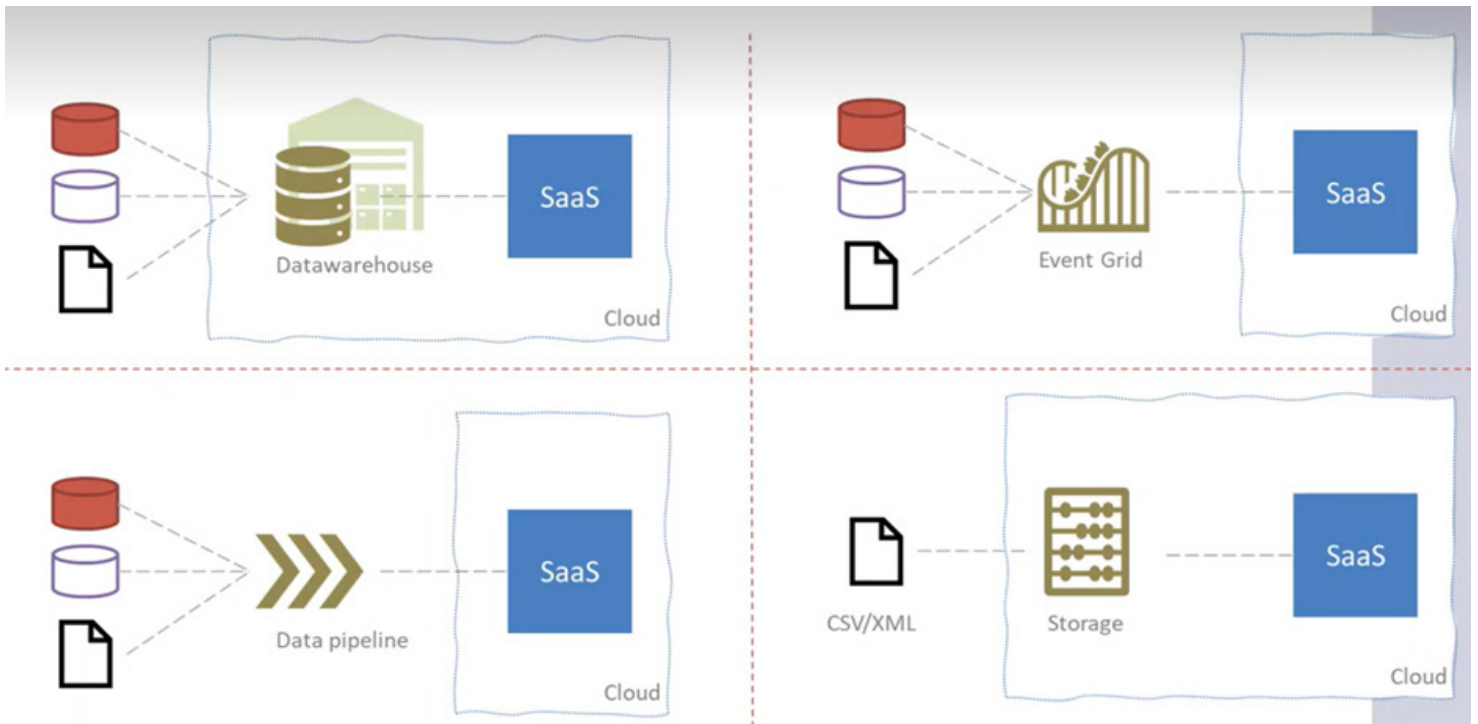 SaaS
Datawarehouse
Cloud
SaaS
Event Grid
Cloud
SaaS
Data pipeline
Cloud
SaaS
CSV/XML
Storage
Cloud